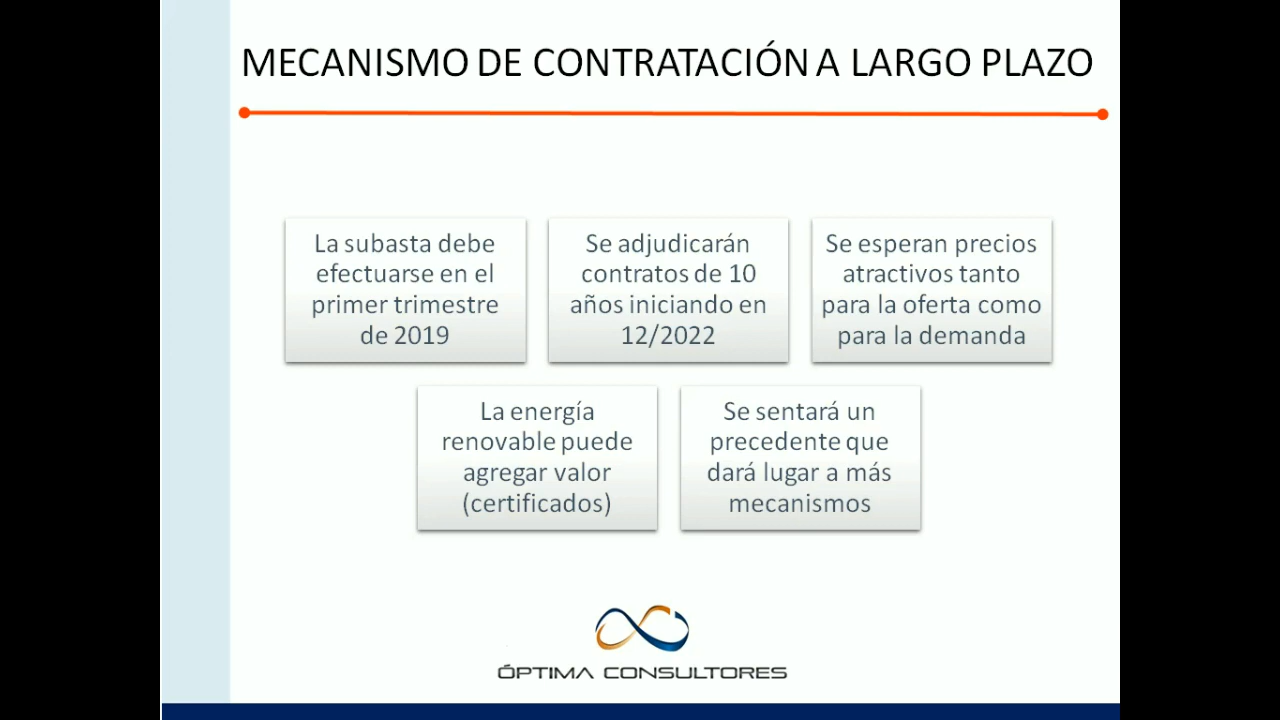 MECANISMO DE CONTRATACIÓN A LARGO PLAZO
La subasta debe
efectuarse en el
primer trimestre
de 2019
Se adjudicarán
contratos de 10
años iniciando en
12/2022
Se esperan precios
atractivos tanto
para la oferta como
para la demanda
La energía
renovable puede
agregar valor
(certificados)
Se sentará un
precedente que
dará lugar a más
mecanismos
ÓPTIMA CONSULTORES